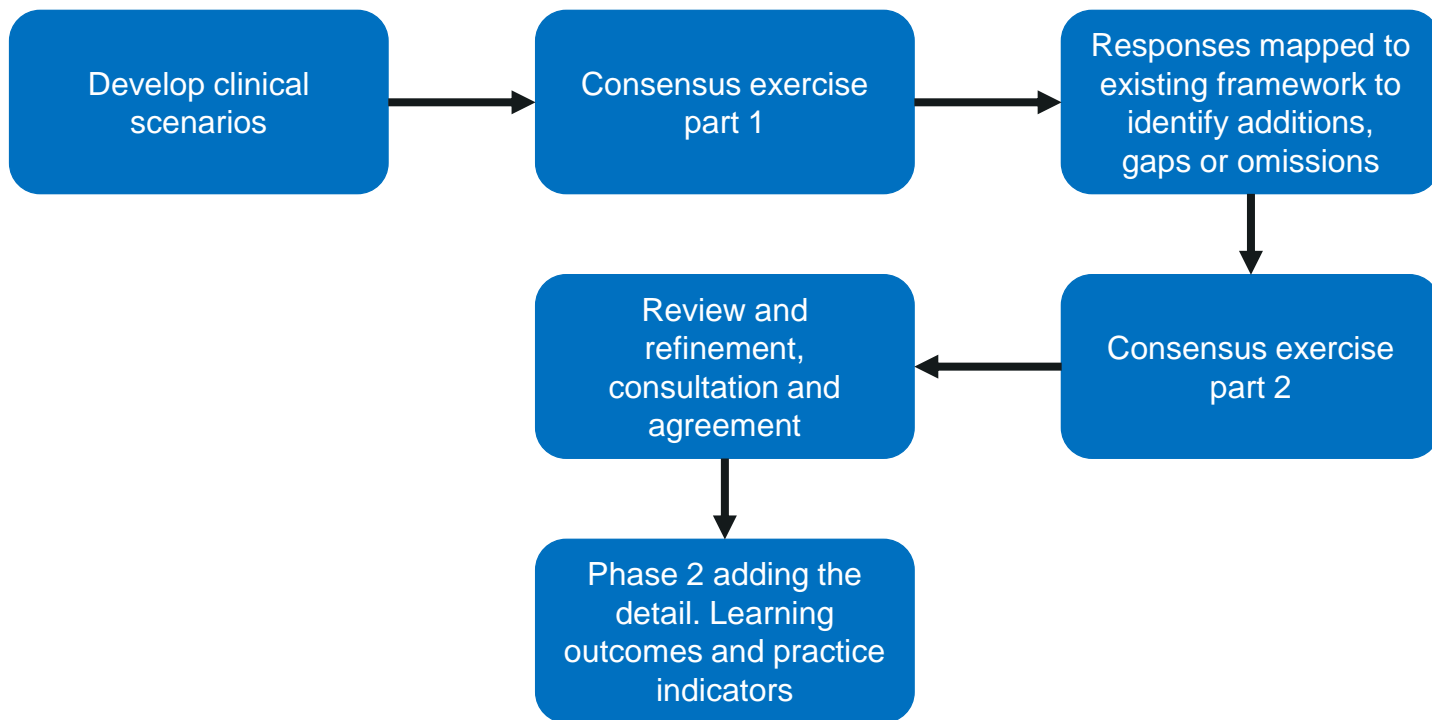 Develop clinical
scenarios
Consensus exercise
part 1
Responses mapped to
existing framework to
identify additions,
gaps or omissions
Consensus exercise
part 2
Review and
refinement,
consultation and
agreement
Phase 2 adding the
detail. Learning
outcomes and practice
indicators